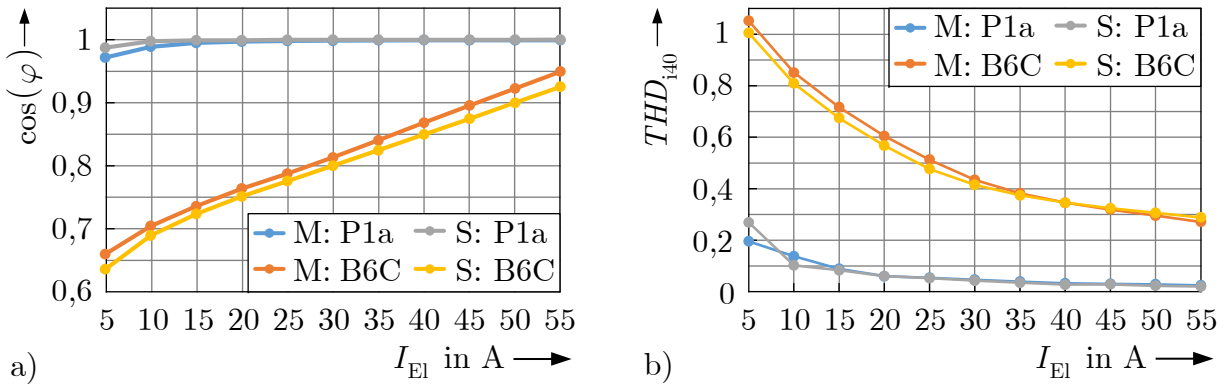 cos(φ)
1
0,9
0,8
0,7
0,6
5 10 15 20 25 30 35 40 45 50 55
M: P1a S: P1a
M: B6C S: B6C
a)
I_El in A
THD_i40
1
0,8
0,6
0,4
0,2
0
5 10 15 20 25 30 35 40 45 50 55
M: P1a S: P1a
M: B6C S: B6C
b)
I_El in A